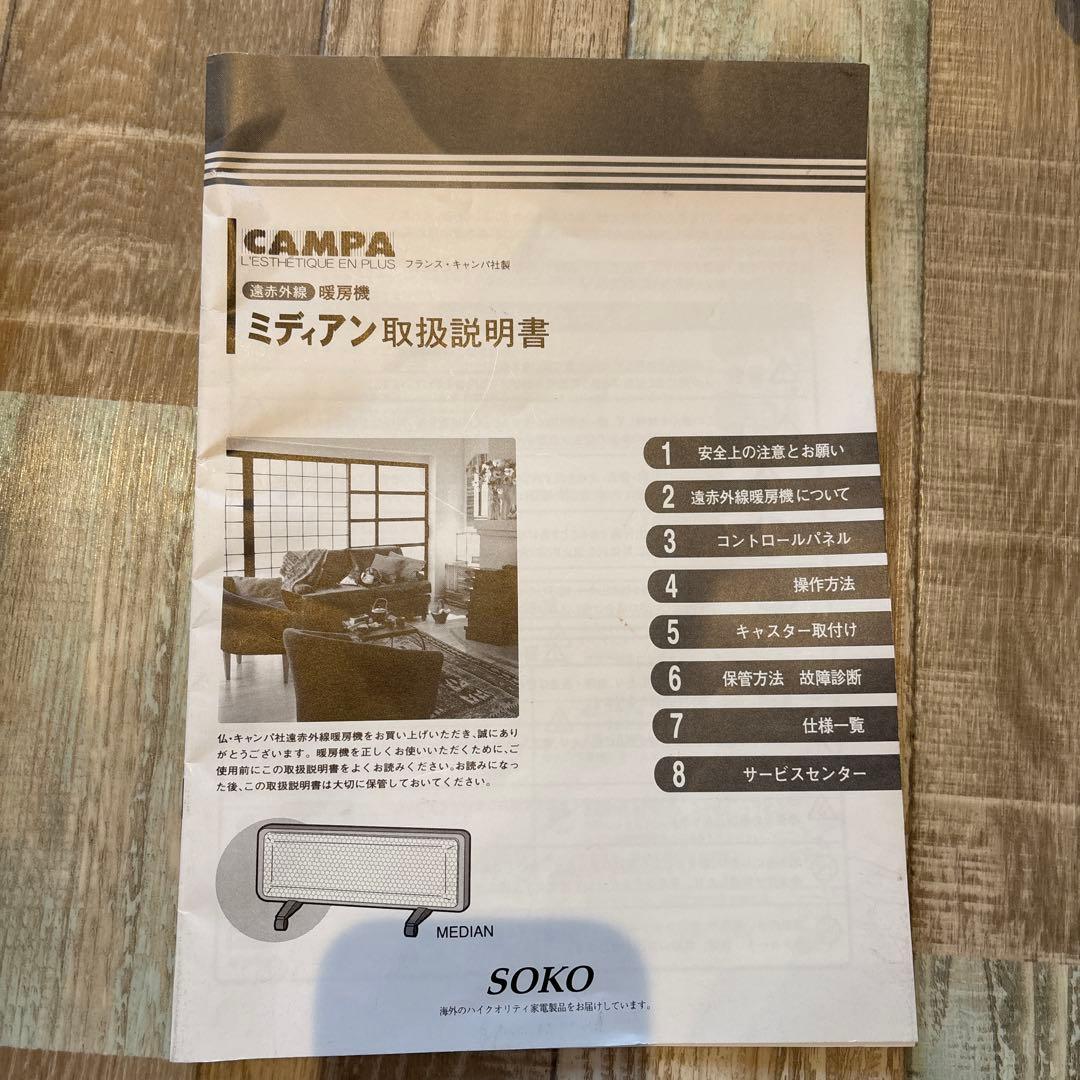 CAMPA
L'ESTHÉTIQUE EN PLUS フランス・キャンパ社製
遠赤外線 暖房機
ミディアン取扱説明書
1 安全上の注意とお願い
2 遠赤外線暖房機について
3 コントロールパネル
4 操作方法
5 キャスター取付け
6 保管方法 故障診断
7 仕様一覧
8 サービスセンター
仏・キャンパ社遠赤外線暖房機をお買い上げいただき、誠にあり
がとうございます。暖房機を正しくお使いいただくために、ご
使用前にこの取扱説明書をよくお読みください。お読みになっ
た後、この取扱説明書は大切に保管しておいてください。
MEDIAN
SOKO
海外のハイクオリティ家電製品をお届けしています。